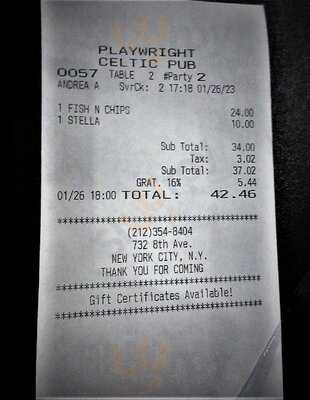 PLAYWRIGHT
CELTIC PUB
0057 TABLE 2 #Party 2
ANDREA A SvrCk: 2 17:18 01/26/23
1 FISH N CHIPS 24.00
1 STELLA 10.00
Sub Total: 34.00
Tax: 3.02
Sub Total: 37.02
GRAT. 16% 5.44
01/26 18:00 TOTAL: 42.46
****************************************
(212)354-8404
732 8th Ave.
NEW YORK CITY, N.Y.
THANK YOU FOR COMING
****************************************
Gift Certificates Available!
****************************************